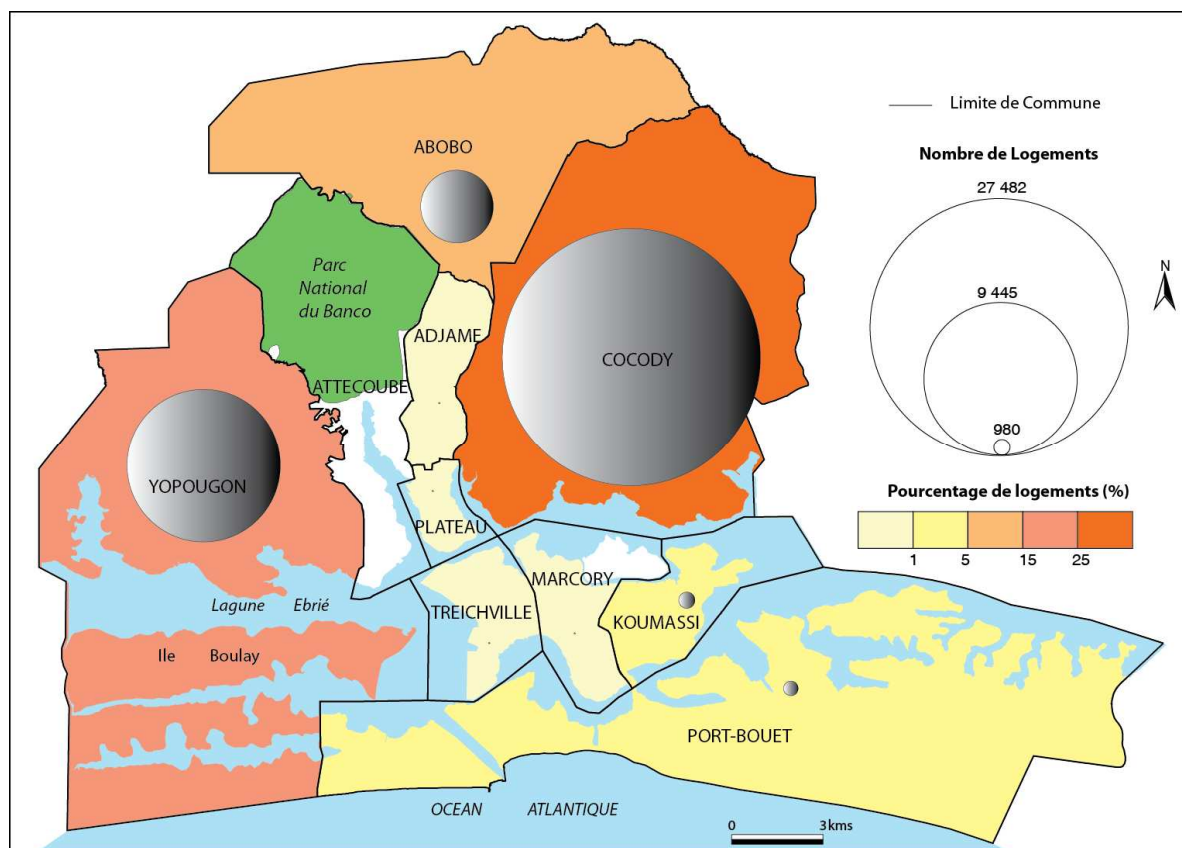 ABOBO
Parc
National
du Banco
ADJAME
COCODY
ATTECOUBE
YOPOUGON
PLATEAU
MARCORY
TREICHVILLE
KOUMASSI
Lagune Ebrié
Ile Boulay
PORT-BOUET
OCEAN ATLANTIQUE
Limite de Commune
Nombre de Logements
27 482
9 445
980
N
Pourcentage de logements (%)
1 5 15 25
0 3kms